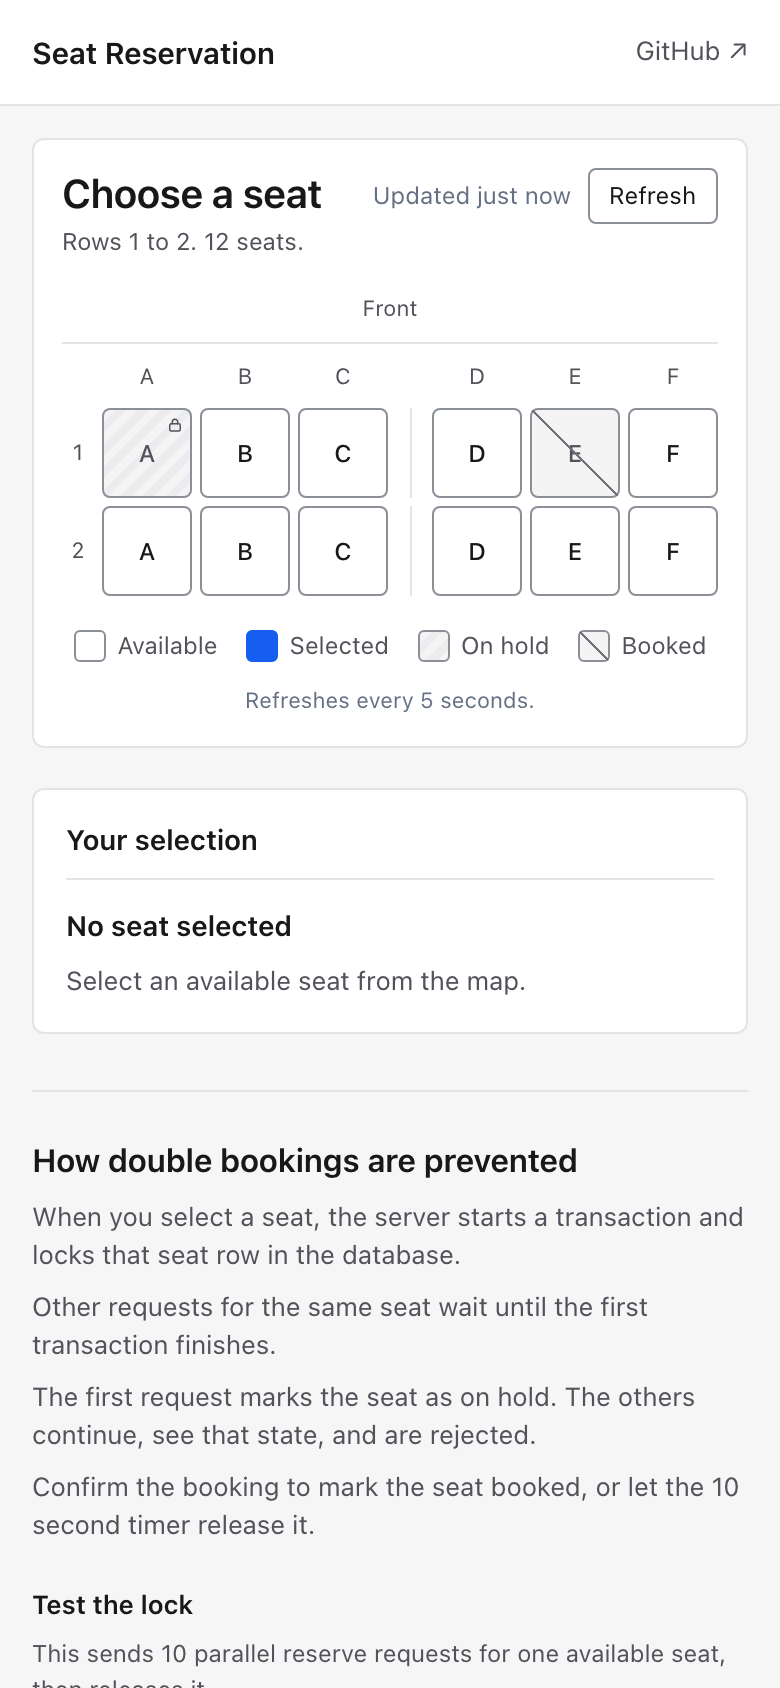 Seat Reservation
GitHub ↗
Choose a seat
Updated just now
Refresh
Rows 1 to 2. 12 seats.
Front
A B C D E F
1 A B C D E F
2 A B C D E F
Available Selected On hold Booked
Refreshes every 5 seconds.
Your selection
No seat selected
Select an available seat from the map.
How double bookings are prevented
When you select a seat, the server starts a transaction and
locks that seat row in the database.
Other requests for the same seat wait until the first
transaction finishes.
The first request marks the seat as on hold. The others
continue, see that state, and are rejected.
Confirm the booking to mark the seat booked, or let the 10
second timer release it.
Test the lock
This sends 10 parallel reserve requests for one available seat,
then releases it